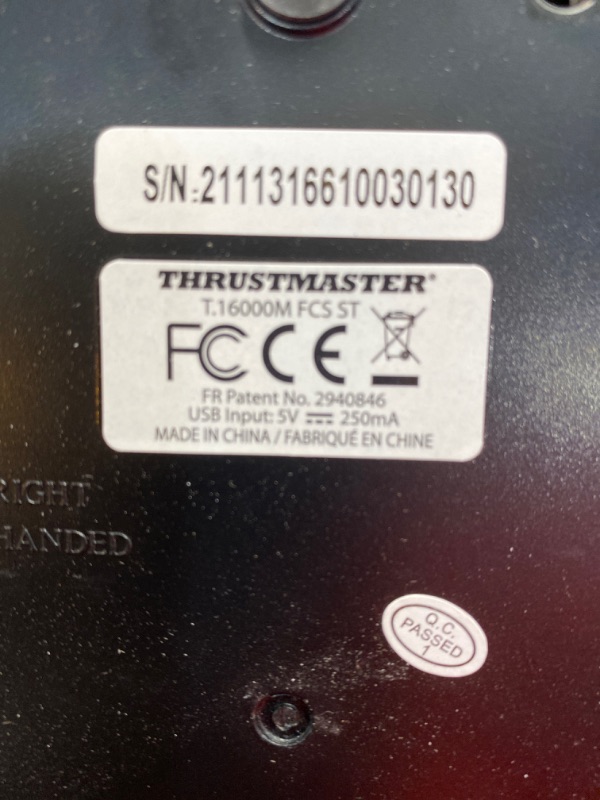 S/N:2111316610030130
THRUSTMASTER®
T.16000M FCS ST
FC CE
FR Patent No. 2940846
USB Input: 5V ⎓ 250mA
MADE IN CHINA / FABRIQUÉ EN CHINE
RIGHT
HANDED
Q.C.
PASSED
1